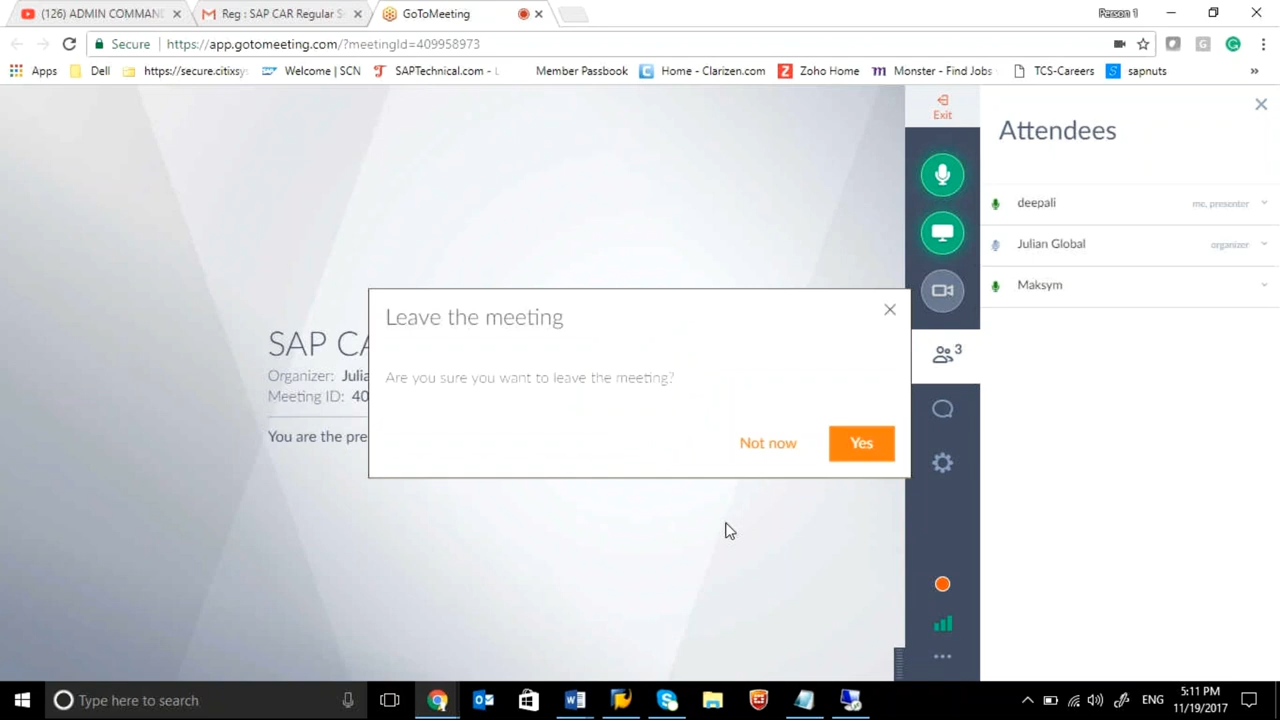 (126) ADMIN COMMAND
Reg : SAP CAR Regular S
GoToMeeting
Person 1
Secure
https://app.gotomeeting.com/?meetingId=409958973
Apps
Dell
https://secure.citixsy
Welcome | SCN
SAPTechnical.com - L
Member Passbook
Home - Clarizen.com
Zoho Home
Monster - Find Jobs
TCS-Careers
sapnuts
Exit
Attendees
deepali
me, presenter
Julian Global
organizer
Maksym
3
SAP CA
Organizer: Julia
Meeting ID: 40
You are the pre
Leave the meeting
Are you sure you want to leave the meeting?
Not now
Yes
Type here to search
ENG
5:11 PM
11/19/2017